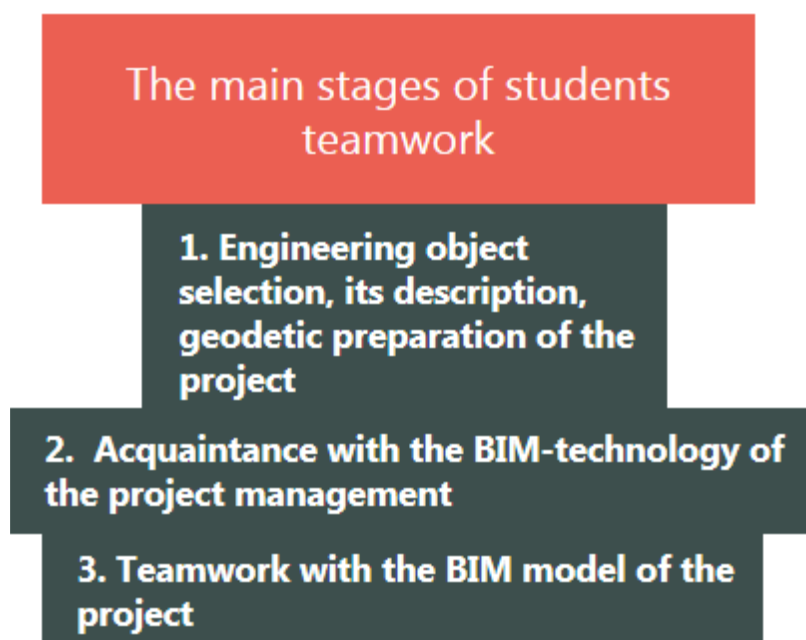 The main stages of students
teamwork
1. Engineering object
selection, its description,
geodetic preparation of the
project
2.  Acquaintance with the BIM-technology of
the project management
3. Teamwork with the BIM model of the
project